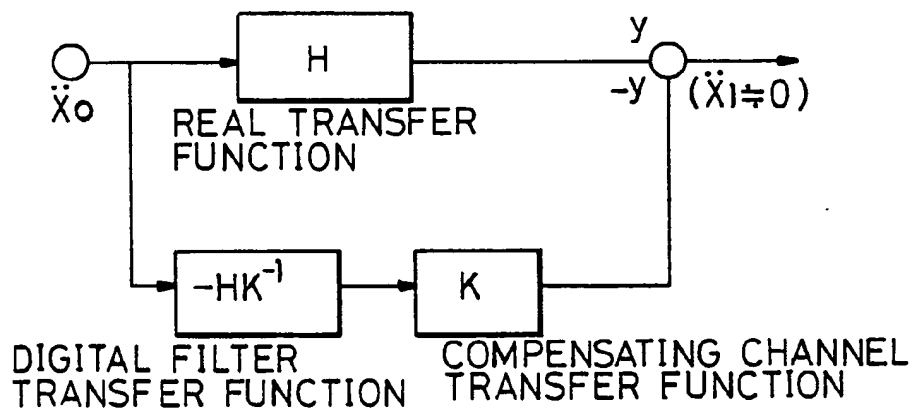 H
y
Ẍo
-y
(Ẍ1≒0)
REAL TRANSFER
FUNCTION
-HK⁻¹
K
DIGITAL FILTER
TRANSFER FUNCTION
COMPENSATING CHANNEL
TRANSFER FUNCTION